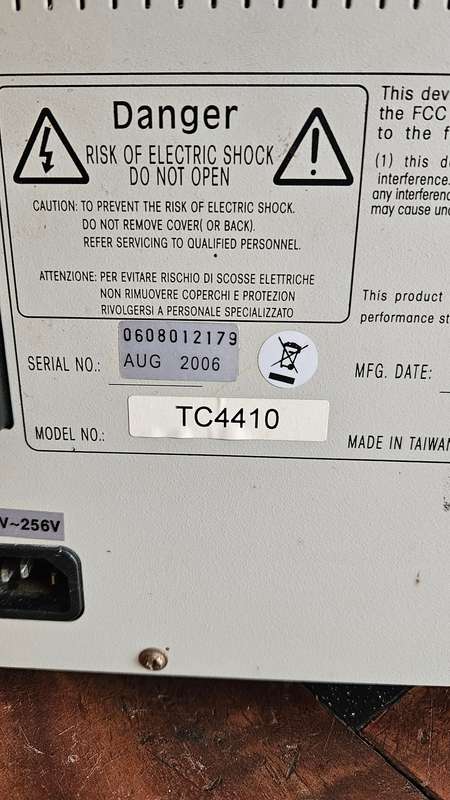 Danger
RISK OF ELECTRIC SHOCK
DO NOT OPEN
CAUTION: TO PREVENT THE RISK OF ELECTRIC SHOCK.
DO NOT REMOVE COVER( OR BACK).
REFER SERVICING TO QUALIFIED PERSONNEL.
ATTENZIONE: PER EVITARE RISCHIO DI SCOSSE ELETTRICHE
NON RIMUOVERE COPERCHI E PROTEZION
RIVOLGERSI A PERSONALE SPECIALIZZATO
This dev
the FCC
to the f
(1) this d
interference.
any interferenc
may cause und
This product
performance st
SERIAL NO.:
0608012179
AUG 2006
MFG. DATE:
MODEL NO.:
TC4410
MADE IN TAIWAN
V~256V